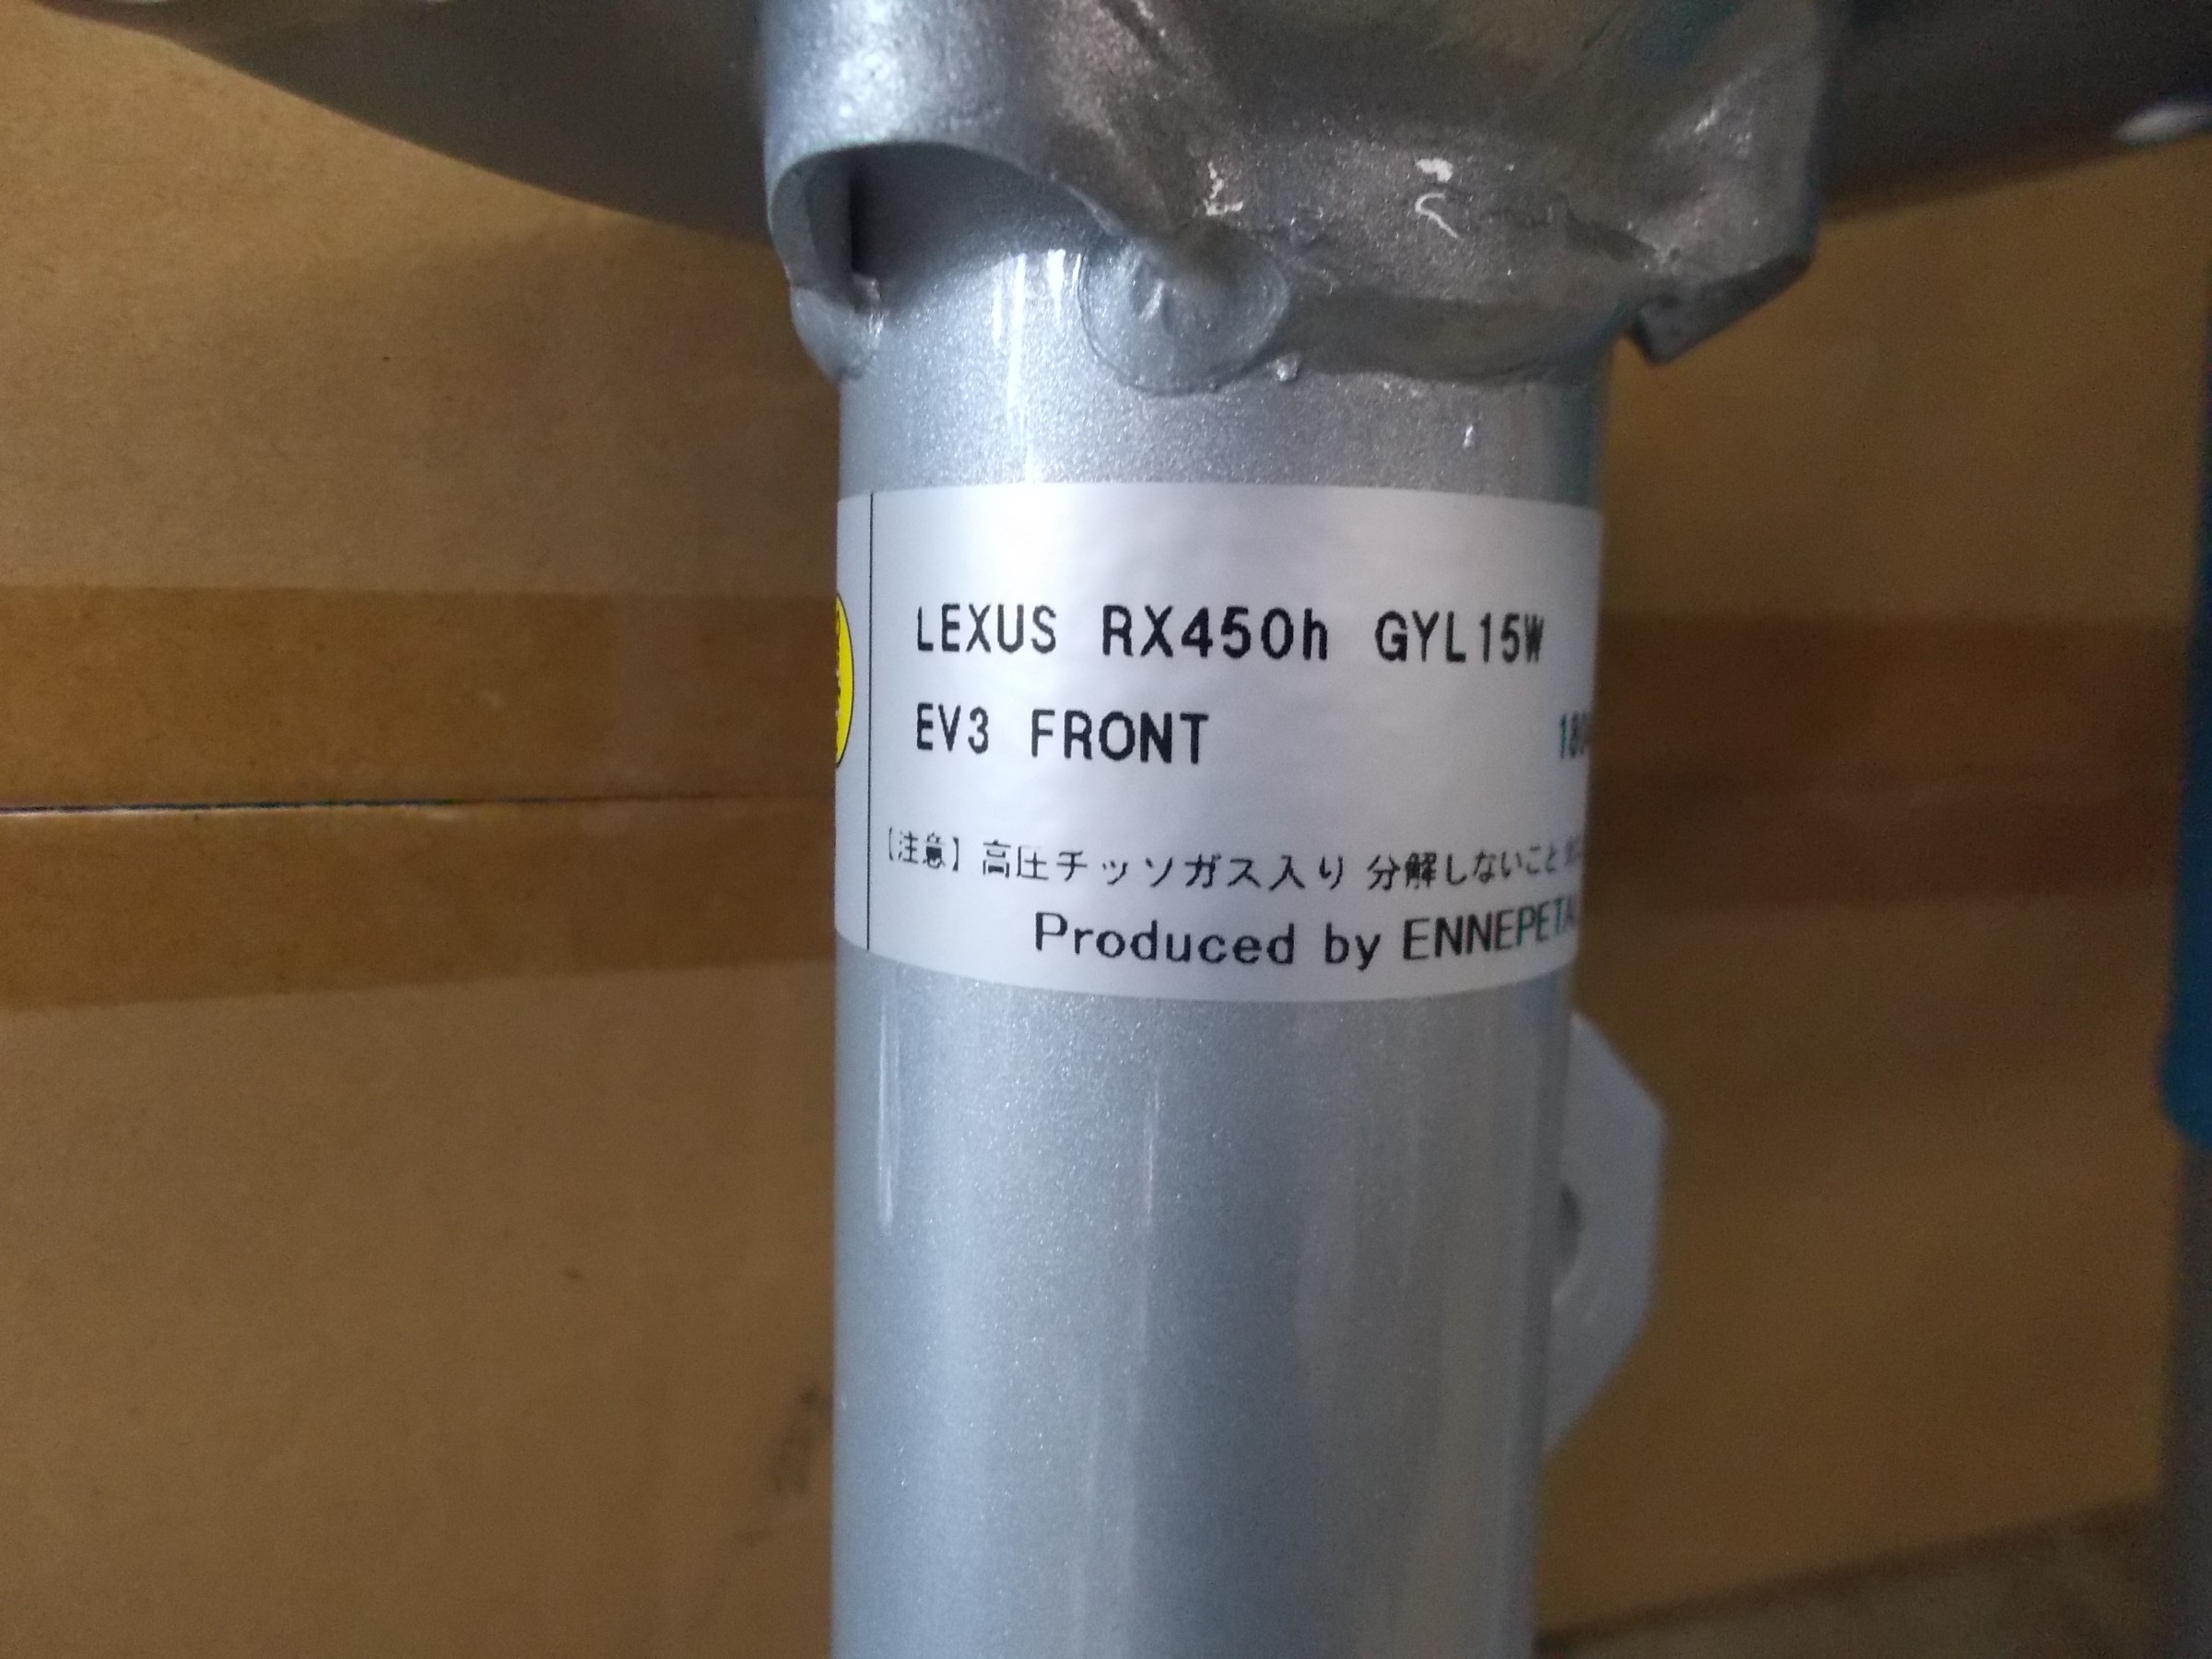 LEXUS RX450h GYL15W
EV3 FRONT
【注意】高圧チッソガス入り 分解しないこと
Produced by ENNEPETAL